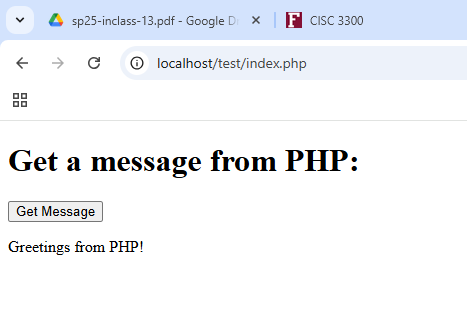 sp25-inclass-13.pdf - Google D
CISC 3300
localhost/test/index.php
Get a message from PHP:
Get Message
Greetings from PHP!